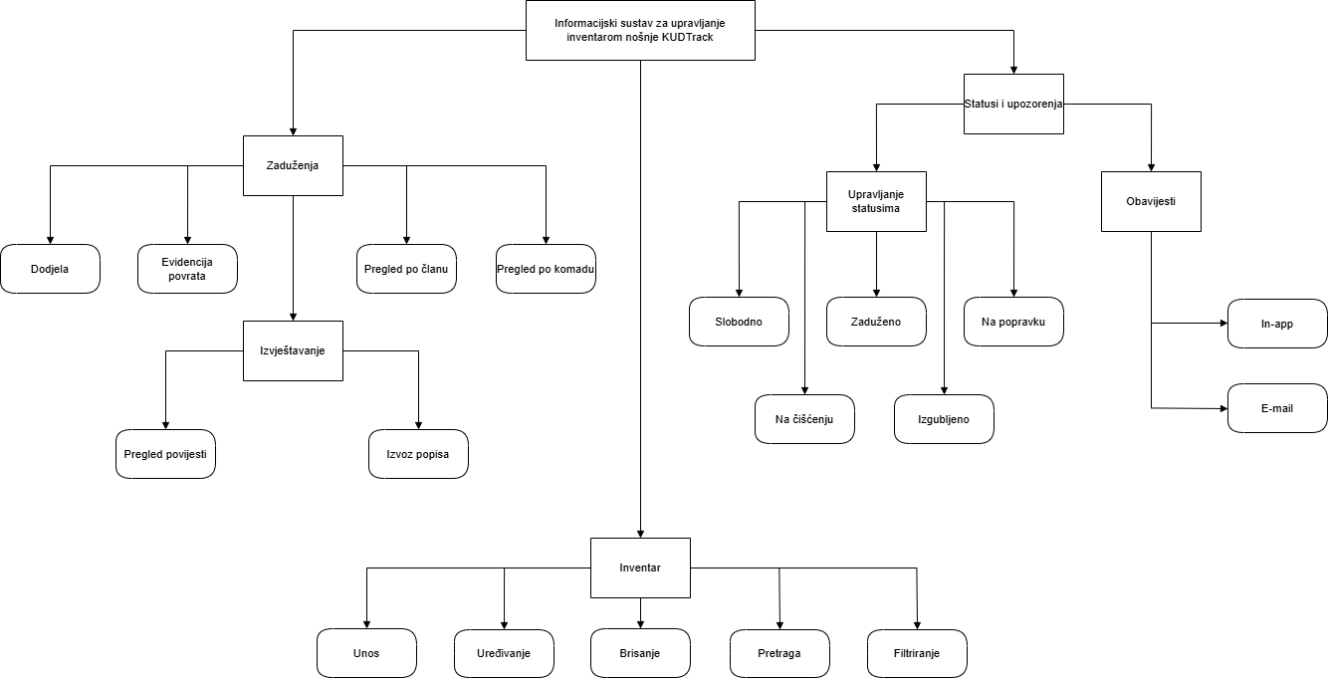 Informacijski sustav za upravljanje
inventarom nošnje KUDTrack
Statusi i upozorenja
Zaduženja
Upravljanje
statusima
Obavijesti
Dodjela
Evidencija
povrata
Pregled po članu
Pregled po komadu
Slobodno
Zaduženo
Na popravku
In-app
Izvještavanje
Na čišćenju
Izgubljeno
E-mail
Pregled povijesti
Izvoz popisa
Inventar
Unos
Uređivanje
Brisanje
Pretraga
Filtriranje